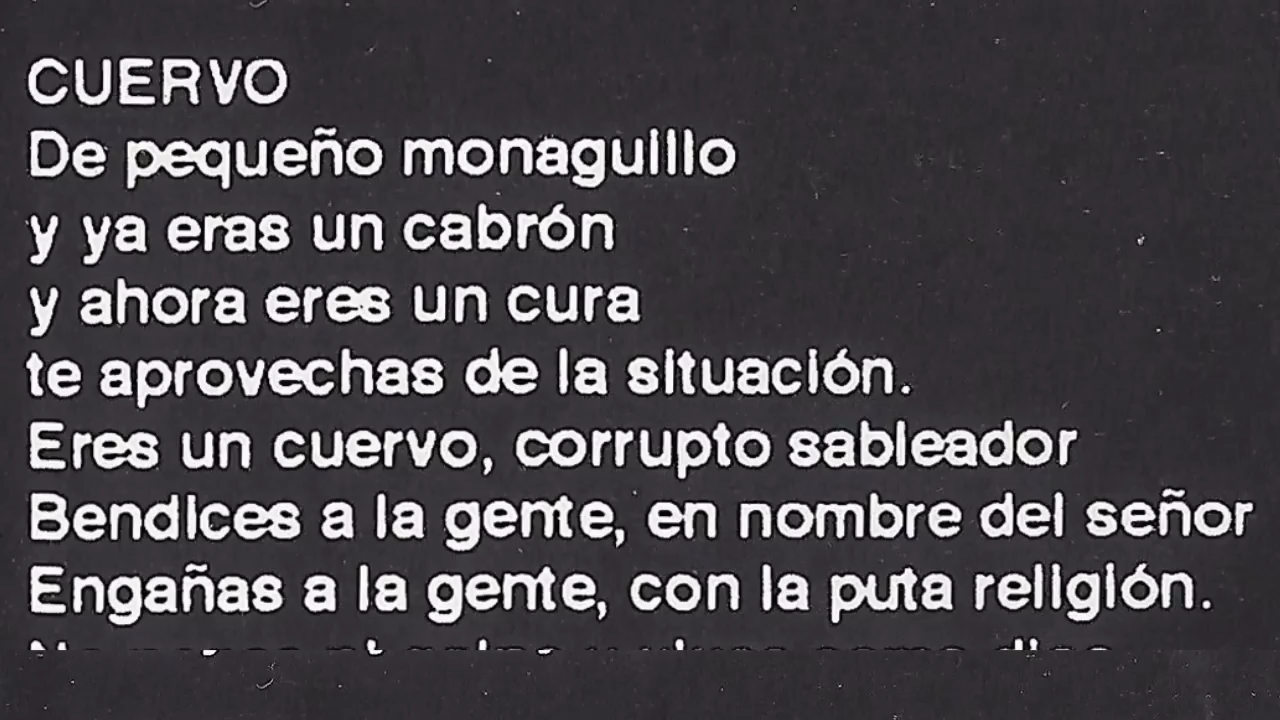 CUERVO
De pequeño monaguillo
y ya eras un cabrón
y ahora eres un cura
te aprovechas de la situación.
Eres un cuervo, corrupto sableador
Bendices a la gente, en nombre del señor
Engañas a la gente, con la puta religión.